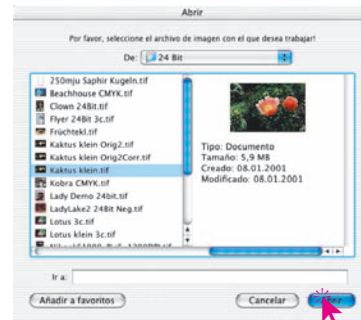 Abrir
Por favor, seleccione el archivo de imagen con el que desea trabajar!
De: 24 Bit
250mju Saphir Kugeln.tif
Beachhouse CMYK.tif
Clown 24Bit.tif
Flyer 24Bit 3c.tif
Früchtekl.tif
Kaktus klein Orig2.tif
Kaktus klein Orig2Corr.tif
Kaktus klein.tif
Kobra CMYK.tif
Lady Demo 24bit.tif
LadyLake2 24Bit Neg.tif
Lotus 3c.tif
Lotus klein 3c.tif
Tipo: Documento
Tamaño: 5,9 MB
Creado: 08.01.2001
Modificado: 08.01.2001
Ir a:
Añadir a favoritos
Cancelar